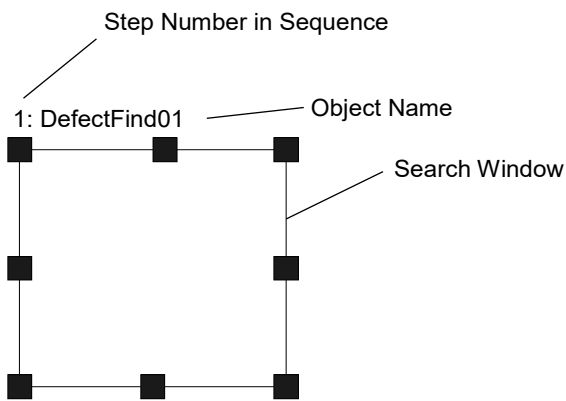 Step Number in Sequence
1: DefectFind01
Object Name
Search Window